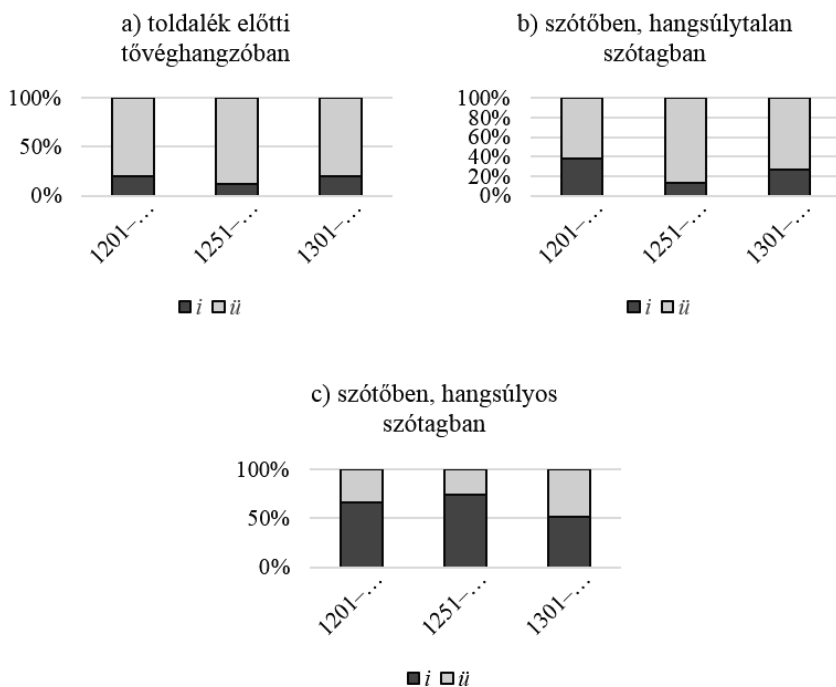 a) toldalék előtti
tővéghangzóban
100%
50%
0%
1201–…
1251–…
1301–…
i ü
b) szótőben, hangsúlytalan
szótagban
100%
80%
60%
40%
20%
0%
1201–…
1251–…
1301–…
i ü
c) szótőben, hangsúlyos
szótagban
100%
50%
0%
1201–…
1251–…
1301–…
i ü